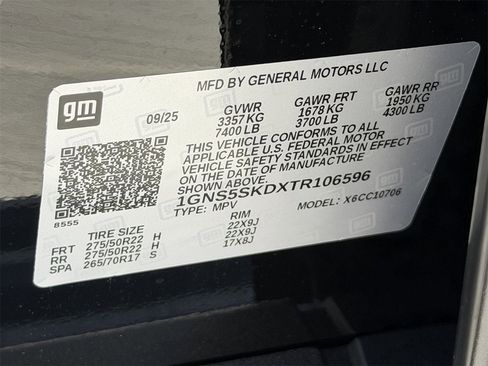 MFD BY GENERAL MOTORS LLC
gm
09/25
GVWR
3357 KG
7400 LB
GAWR FRT
1678 KG
3700 LB
GAWR RR
1950 KG
4300 LB
THIS VEHICLE CONFORMS TO ALL
APPLICABLE U.S. FEDERAL MOTOR
VEHICLE SAFETY STANDARDS IN EFFECT
ON THE DATE OF MANUFACTURE
SHOWN ABOVE.
1GNS5SKDXTR106596
TYPE: MPV
MODEL: X6CC10706
8555
TIRE SIZE RIM
FRT 275/50R22 H 22X9J
RR 275/50R22 H 22X9J
SPA 265/70R17 S 17X8J